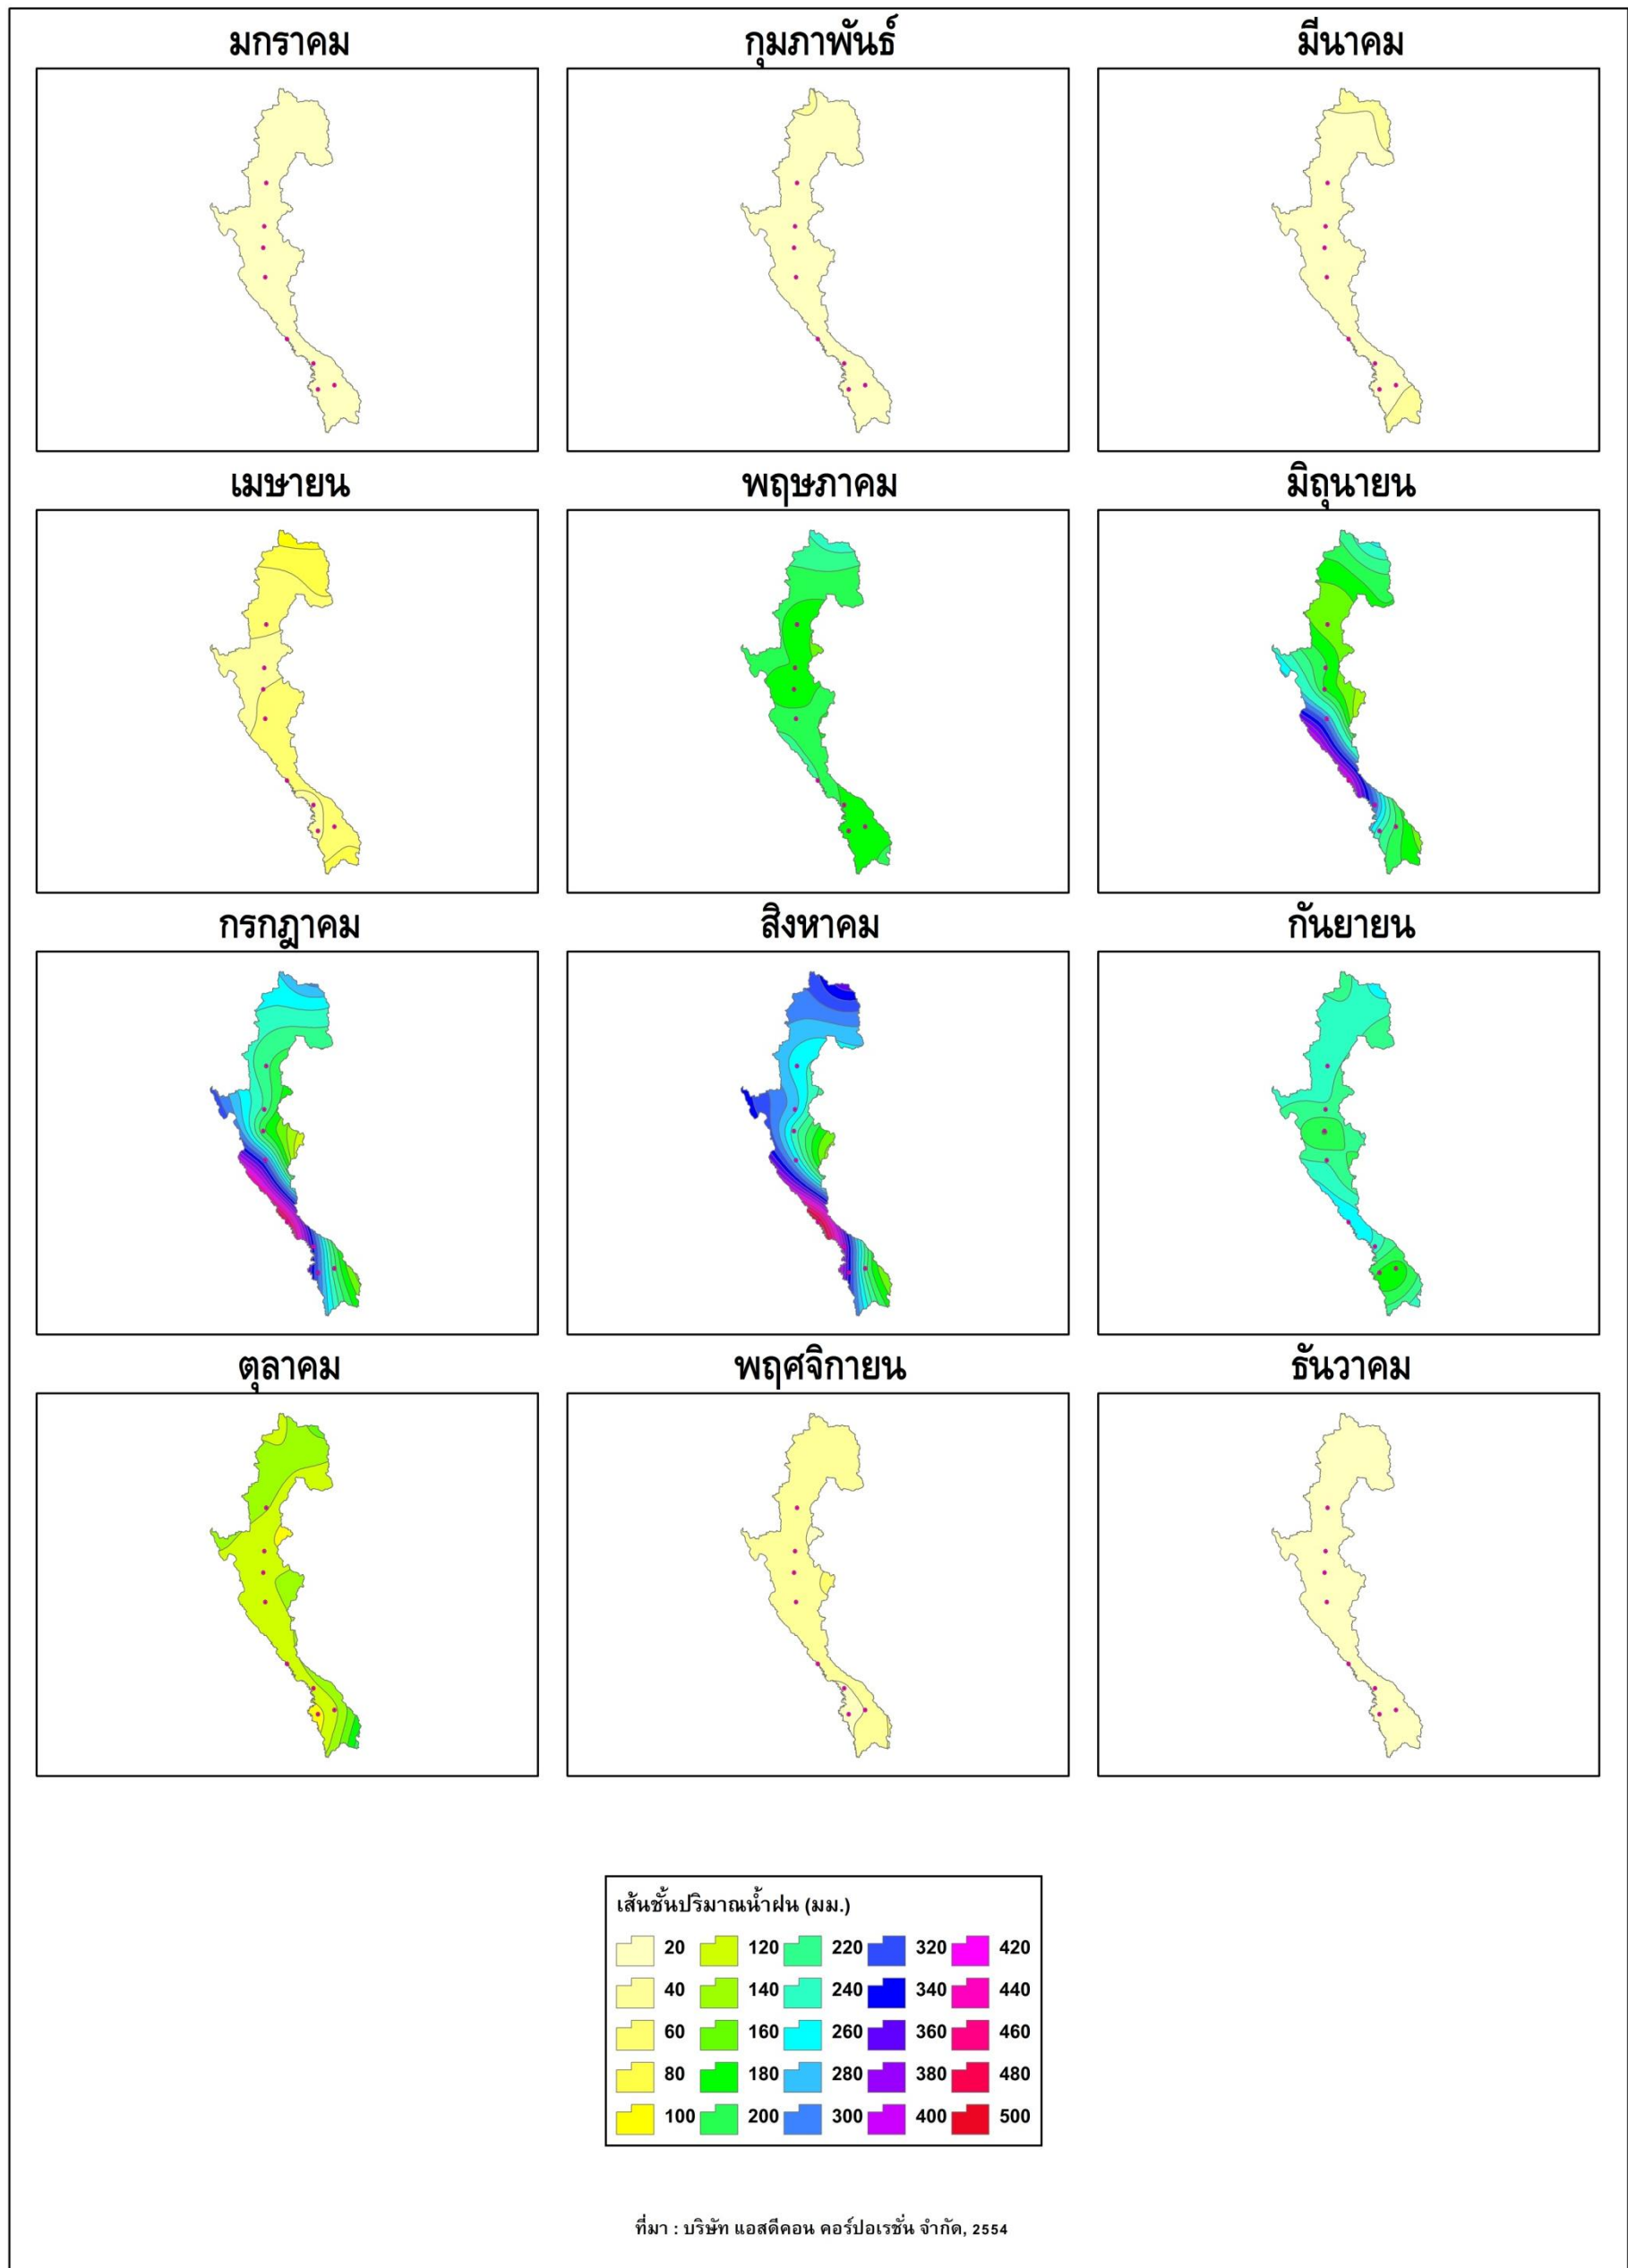 มกราคม กุมภาพันธ์ มีนาคม
เมษายน พฤษภาคม มิถุนายน
กรกฎาคม สิงหาคม กันยายน
ตุลาคม พฤศจิกายน ธันวาคม
เส้นชั้นปริมาณน้ำฝน (มม.)
20 120 220 320 420
40 140 240 340 440
60 160 260 360 460
80 180 280 380 480
100 200 300 400 500
ที่มา : บริษัท แอสดีคอน คอร์ปอเรชั่น จำกัด, 2554